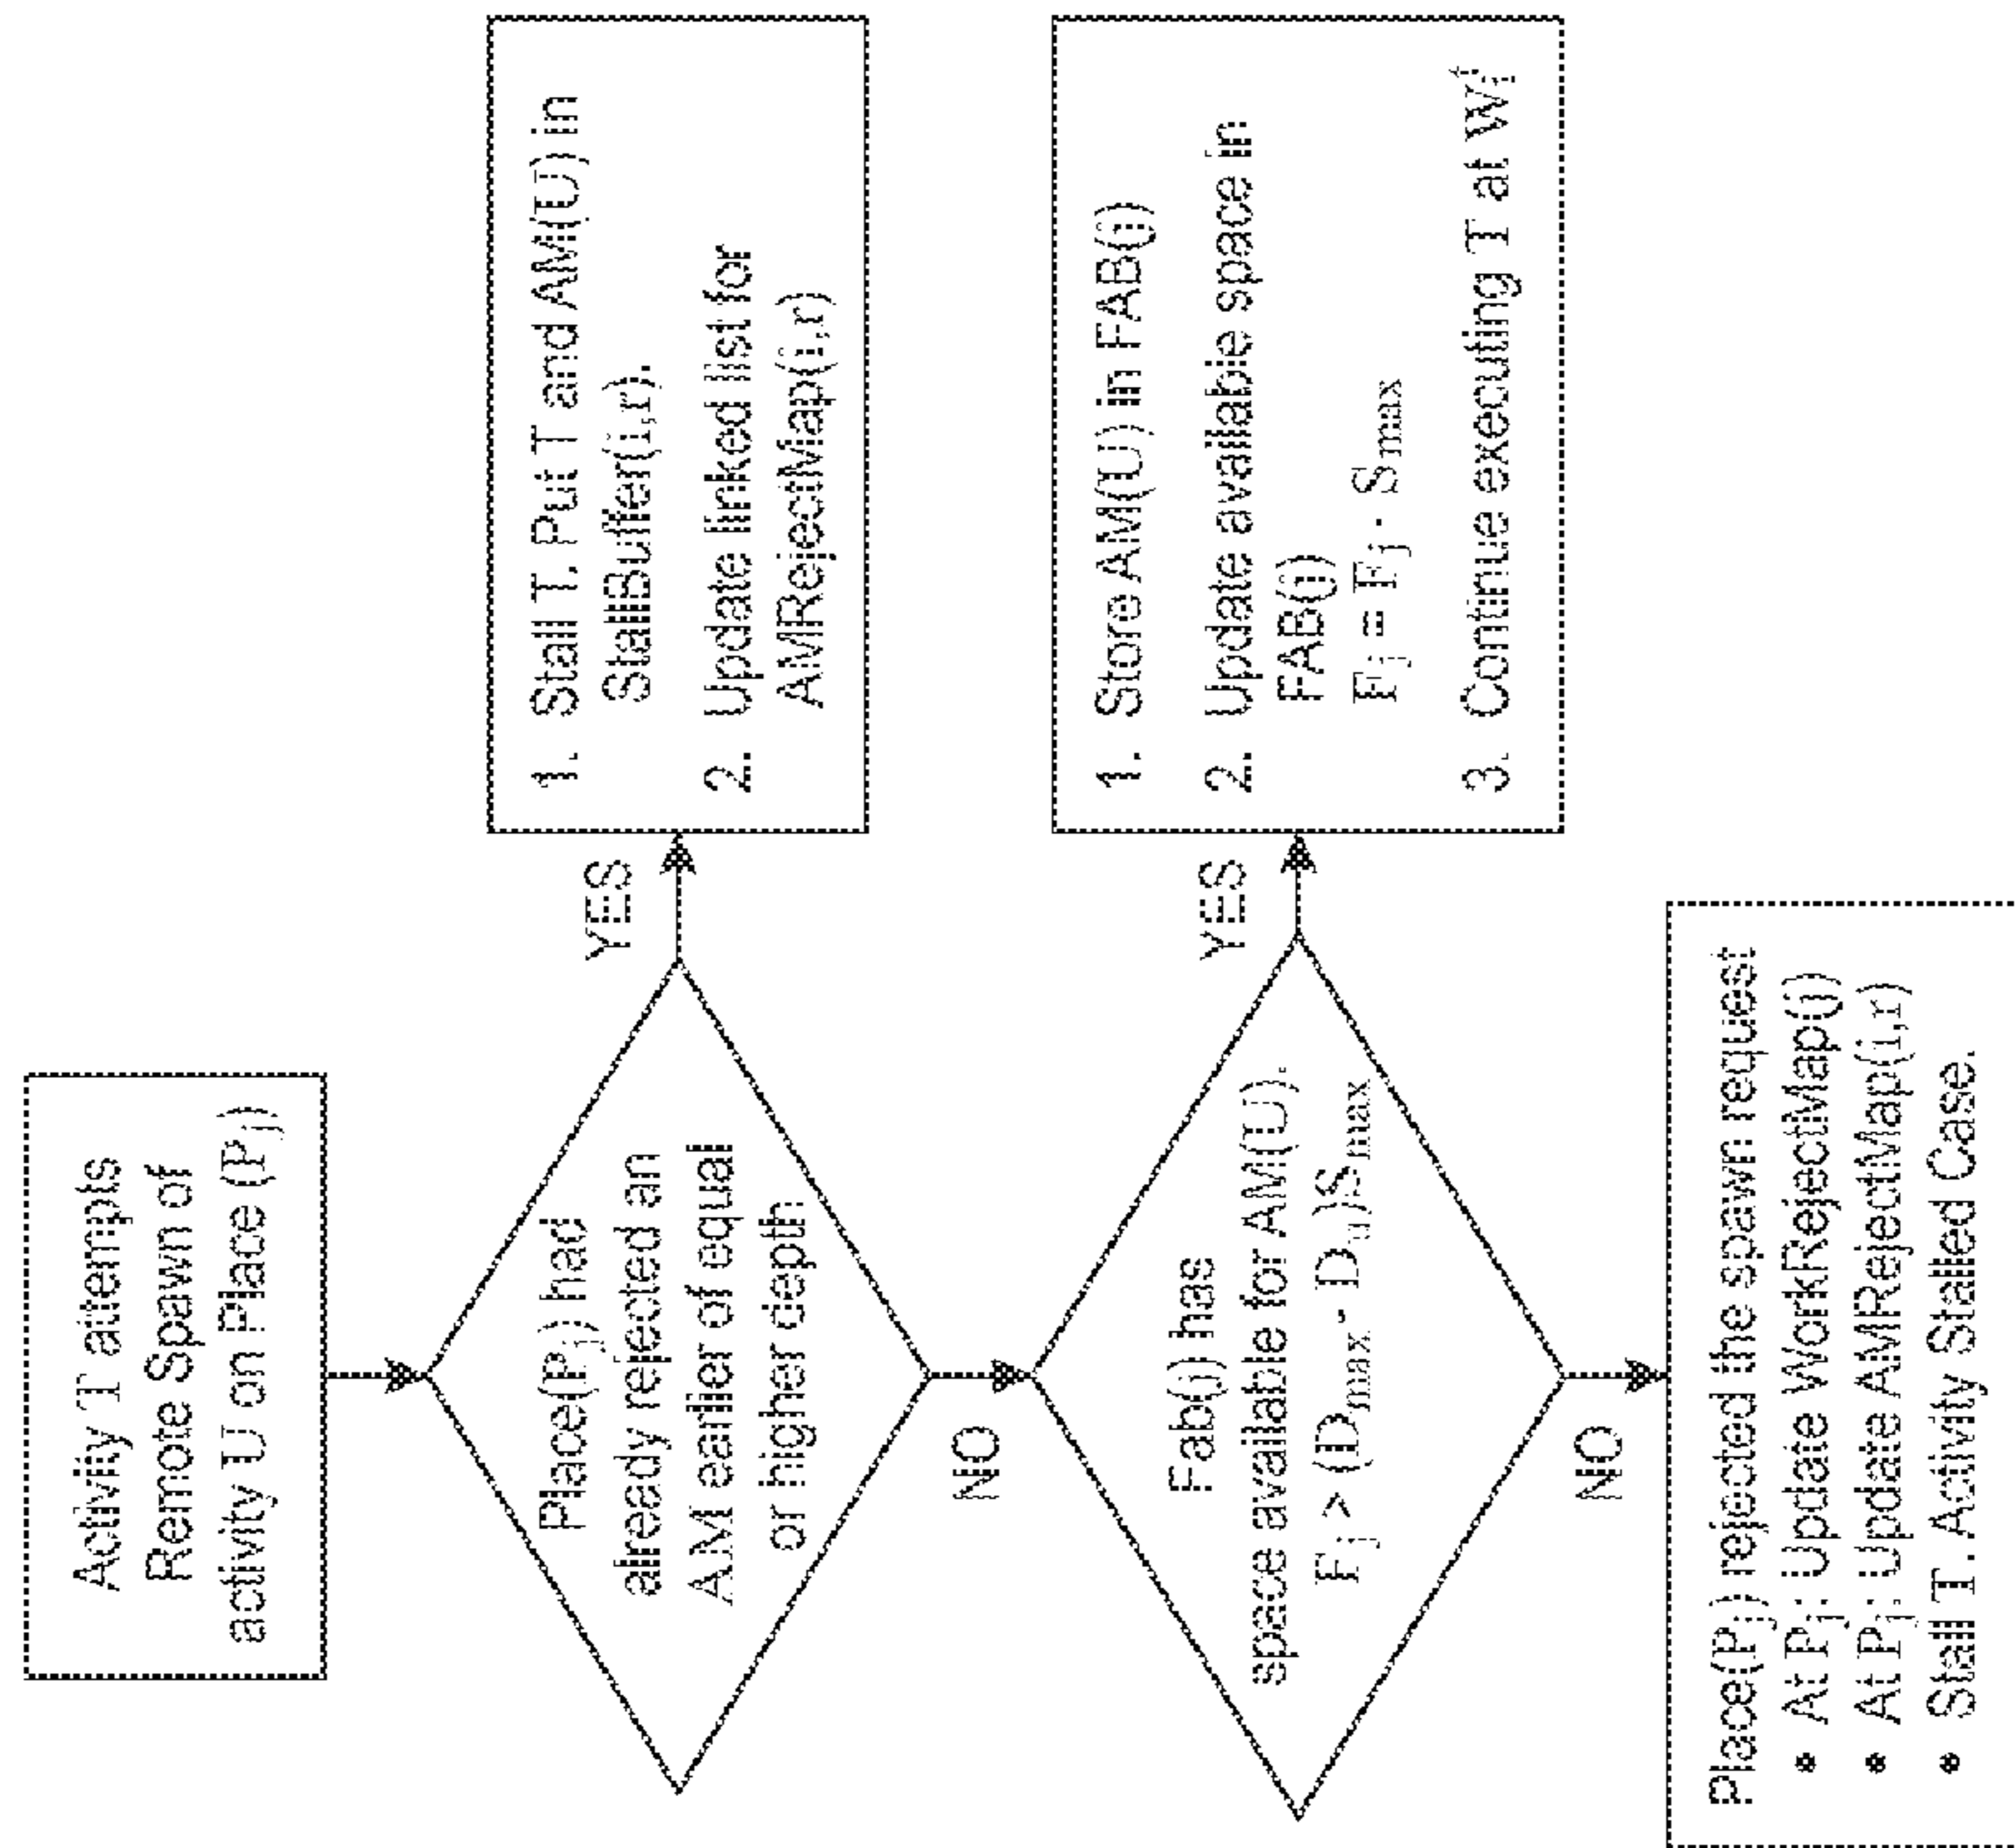 Activity T attempts
Remote Spawn of
activity U on Place (Pj)
Place(Pj) had
already rejected an
AM earlier of equal
or higher depth
YES
1. Stall T. Put T and AM(U) in
StallBuffer(i,r).
2. Update linked list for
AMRejectMap(i,r)
NO
Fab(j) has
space available for AM(U).
Fj > (Dmax - Du)Smax
YES
1. Store AM(U) in FAB(j)
2. Update available space in
FAB(j)
Fj = Fj - Smax
3. Continue executing T at
NO
Place(Pj) rejected the spawn request
• At Pj: Update WorkRejectMap(j)
• At Pj: Update AMRejectMap(i,r)
• Stall T. Activity Stalled Case.